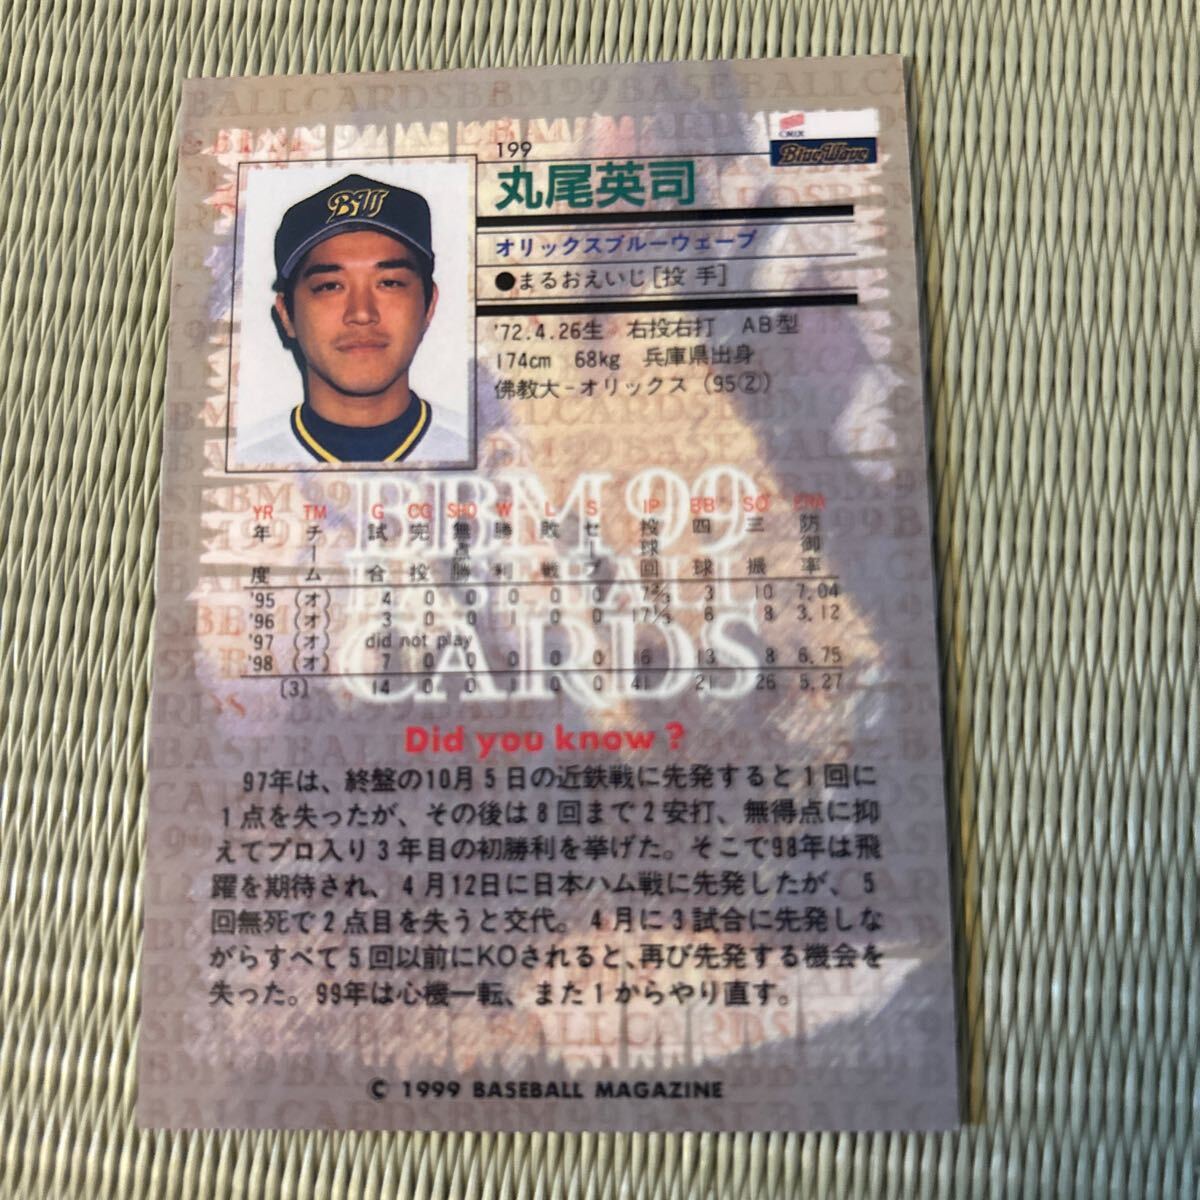 199
ORIX
BlueWave
丸尾英司
オリックスブルーウェーブ
●まるおえいじ[投 手]
BW
'72.4.26生 右投右打 AB型
174cm 68kg 兵庫県出身
佛教大-オリックス (95②)
BBM 99
BASEBALL
CARDS
YR TM G CG SHO W L S IP BB SO ERA
年度 チーム 試合 完投 無点勝 勝利 敗戦 セーブ 投球回 四球 三振 防御率
'95 (オ) 4 0 0 0 0 0 7⅔ 3 10 7.04
'96 (オ) 3 0 0 1 0 0 17⅓ 6 8 3.12
'97 (オ) did not play
'98 (オ) 7 0 0 0 0 0 16 13 8 6.75
(3) 14 0 0 1 0 0 41 21 26 5.27
Did you know?
97年は、終盤の10月5日の近鉄戦に先発すると1回に
1点を失ったが、その後は8回まで2安打、無得点に抑
えてプロ入り3年目の初勝利を挙げた。そこで98年は飛
躍を期待され、4月12日に日本ハム戦に先発したが、5
回無死で2点目を失うと交代。4月に3試合に先発しな
がらすべて5回以前にKOされると、再び先発する機会を
失った。99年は心機一転、また1からやり直す。
© 1999 BASEBALL MAGAZINE